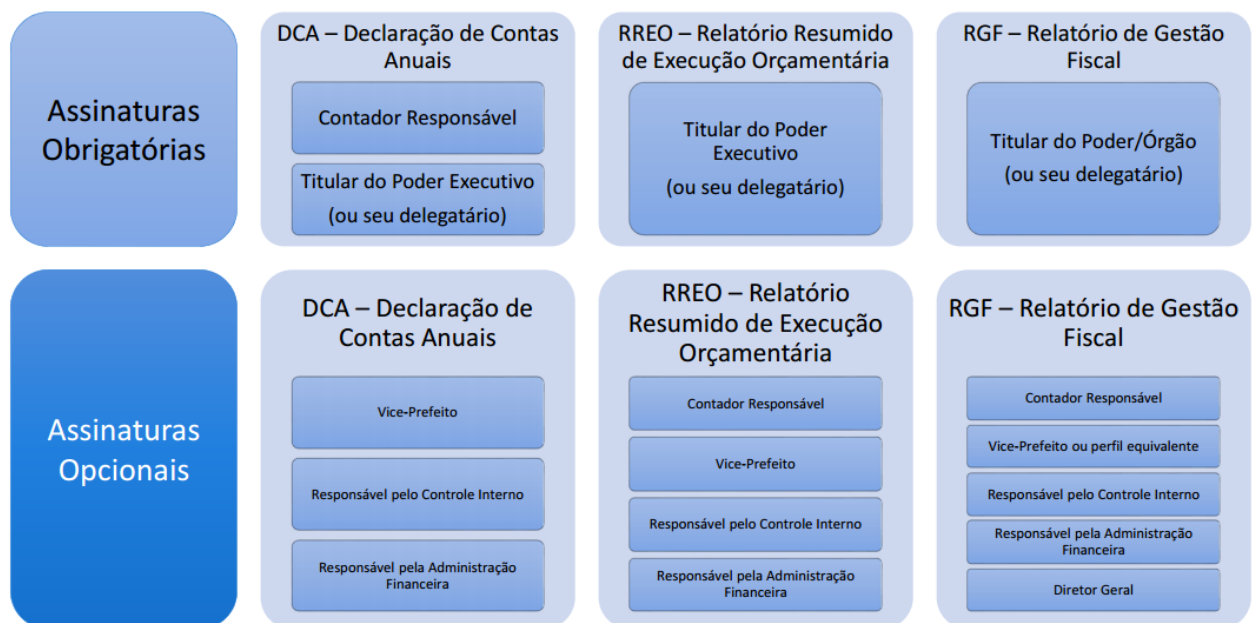 Assinaturas
Obrigatórias
DCA – Declaração de Contas
Anuais
Contador Responsável
Titular do Poder Executivo
(ou seu delegatário)
RREO – Relatório Resumido
de Execução Orçamentária
Titular do Poder
Executivo
(ou seu delegatário)
RGF – Relatório de Gestão
Fiscal
Titular do Poder/Órgão
(ou seu delegatário)
Assinaturas
Opcionais
DCA – Declaração de
Contas Anuais
Vice-Prefeito
Responsável pelo Controle Interno
Responsável pela Administração
Financeira
RREO – Relatório
Resumido de Execução
Orçamentária
Contador Responsável
Vice-Prefeito
Responsável pelo Controle Interno
Responsável pela Administração
Financeira
RGF – Relatório de Gestão
Fiscal
Contador Responsável
Vice-Prefeito ou perfil equivalente
Responsável pelo Controle Interno
Responsável pela Administração
Financeira
Diretor Geral